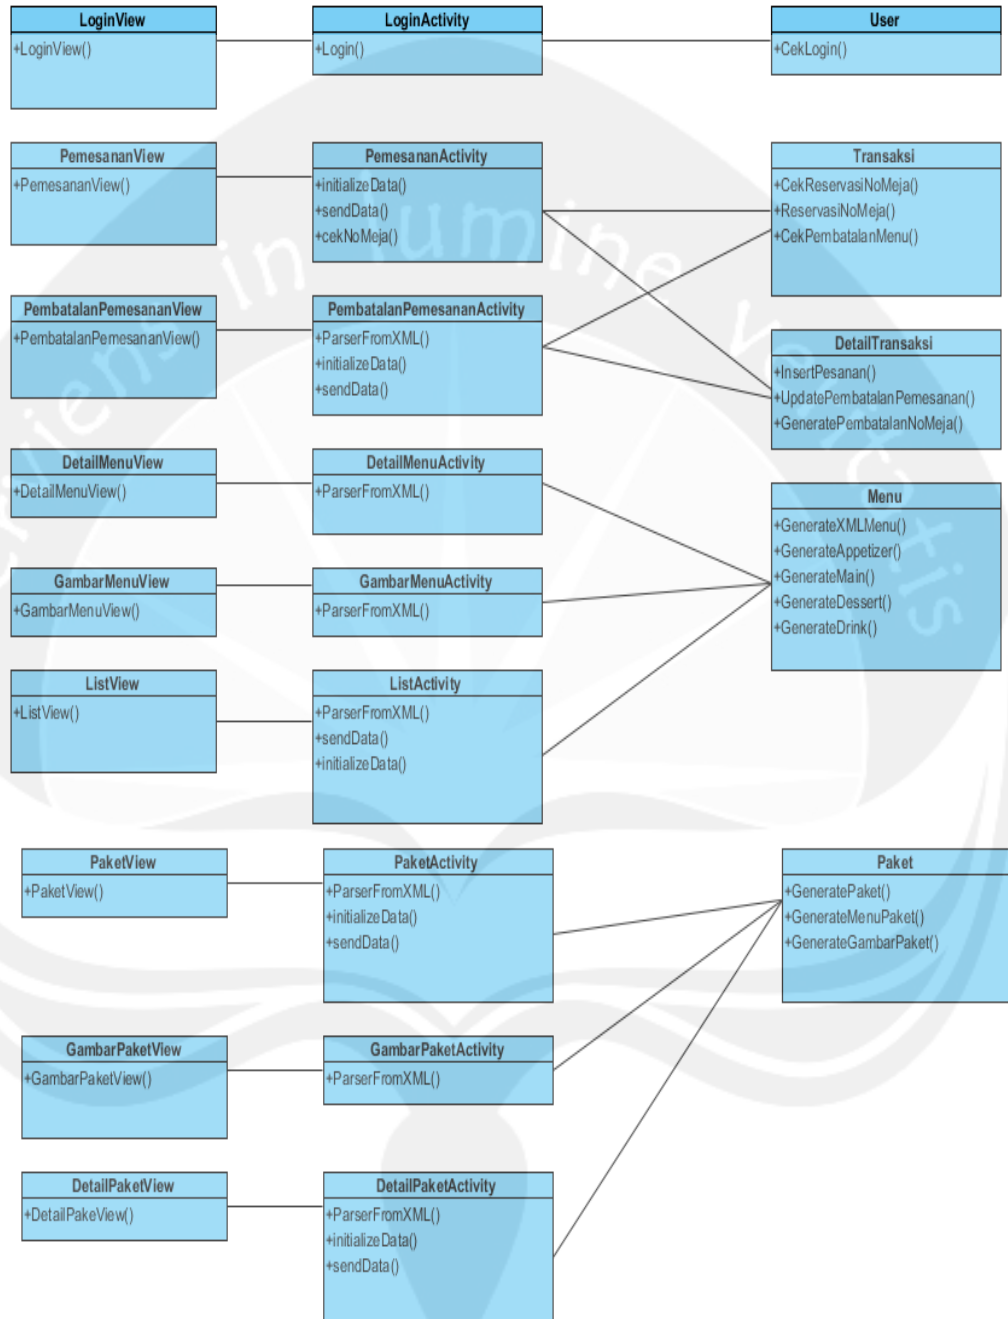 LoginView
+LoginView()
LoginActivity
+Login()
User
+CekLogin()
PemesananView
+PemesananView()
PemesananActivity
+initializeData()
+sendData()
+cekNoMeja()
Transaksi
+CekReservasiNoMeja()
+ReservasiNoMeja()
+CekPembatalanMenu()
PembatalanPemesananView
+PembatalanPemesananView()
PembatalanPemesananActivity
+ParserFromXML()
+initializeData()
+sendData()
DetailTransaksi
+InsertPesanan()
+UpdatePembatalanPemesanan()
+GeneratePembatalanNoMeja()
DetailMenuView
+DetailMenuView()
DetailMenuActivity
+ParserFromXML()
Menu
+GenerateXMLMenu()
+GenerateAppetizer()
+GenerateMain()
+GenerateDessert()
+GenerateDrink()
GambarMenuView
+GambarMenuView()
GambarMenuActivity
+ParserFromXML()
ListView
+ListView()
ListActivity
+ParserFromXML()
+sendData()
+initializeData()
PaketView
+PaketView()
PaketActivity
+ParserFromXML()
+initializeData()
+sendData()
Paket
+GeneratePaket()
+GenerateMenuPaket()
+GenerateGambarPaket()
GambarPaketView
+GambarPaketView()
GambarPaketActivity
+ParserFromXML()
DetailPaketView
+DetailPakeView()
DetailPaketActivity
+ParserFromXML()
+initializeData()
+sendData()
in lumine veritatis